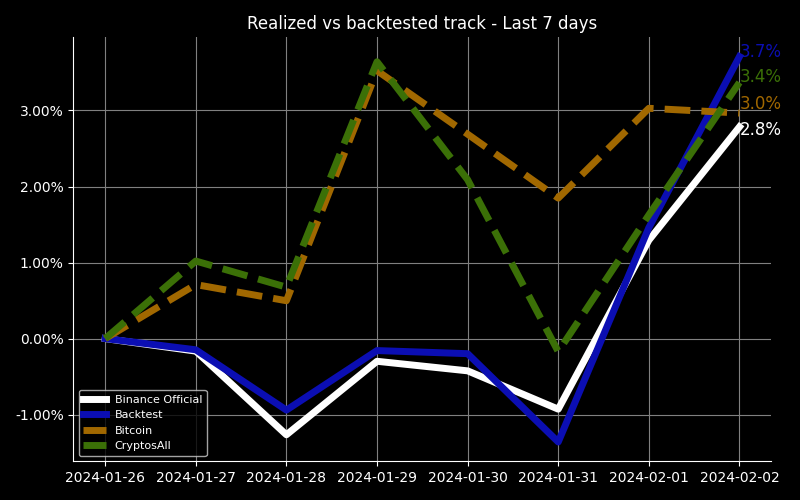 Realized vs backtested track - Last 7 days
3.7%
3.4%
3.0%
2.8%
3.00%
2.00%
1.00%
0.00%
-1.00%
Binance Official
Backtest
Bitcoin
CryptosAll
2024-01-26 2024-01-27 2024-01-28 2024-01-29 2024-01-30 2024-01-31 2024-02-01 2024-02-02